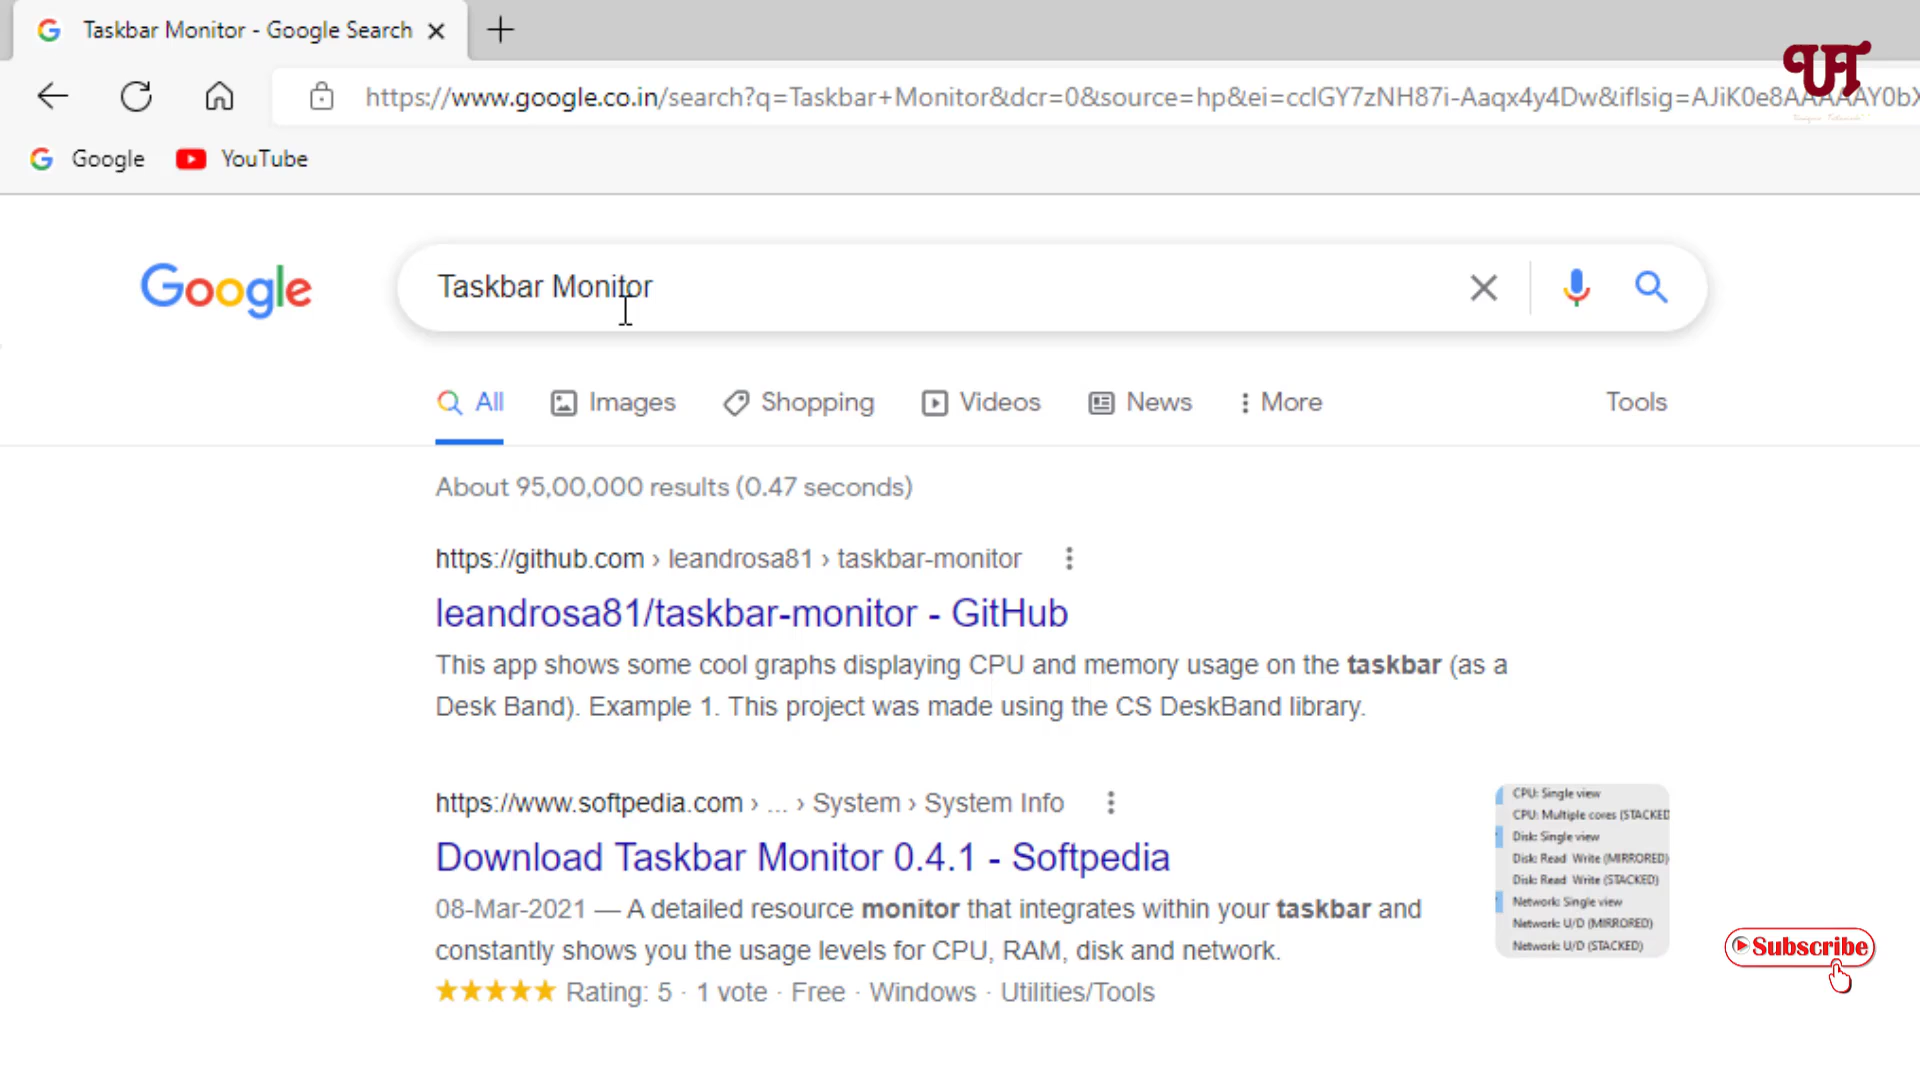 Taskbar Monitor - Google Search
https://www.google.co.in/search?q=Taskbar+Monitor&dcr=0&source=hp&ei=
UT
Google
YouTube
Google
Taskbar Monitor
All
Images
Shopping
Videos
News
More
Tools
About 95,00,000 results (0.47 seconds)
https://github.com › leandrosa81 › taskbar-monitor
leandrosa81/taskbar-monitor - GitHub
This app shows some cool graphs displaying CPU and memory usage on the taskbar (as a
Desk Band). Example 1. This project was made using the CS DeskBand library.
https://www.softpedia.com › ... › System › System Info
Download Taskbar Monitor 0.4.1 - Softpedia
08-Mar-2021 — A detailed resource monitor that integrates within your taskbar and
constantly shows you the usage levels for CPU, RAM, disk and network.
Rating: 5 · 1 vote · Free · Windows · Utilities/Tools
CPU: Single view
CPU: Multiple cores (STACKED
Disk: Single view
Disk: Read Write (MIRRORED)
Disk: Read Write (STACKED)
Network: Single view
Network: U/D (MIRRORED)
Network: U/D (STACKED)
Subscribe